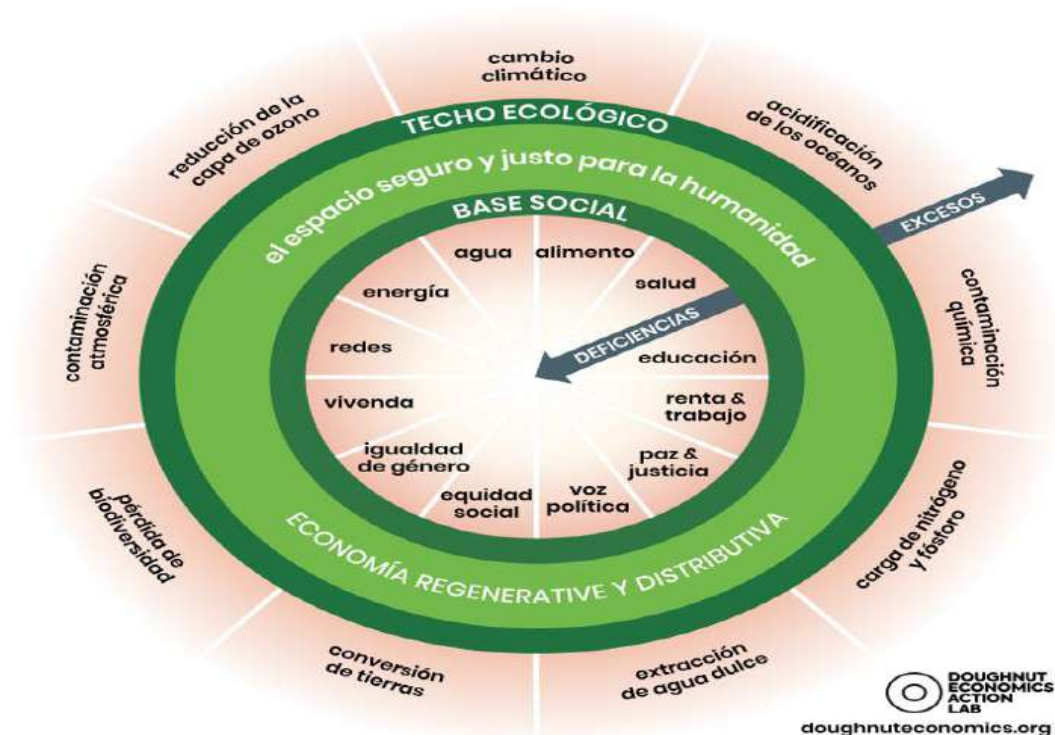 cambio
climático
acidificación
de los océanos
EXCESOS
contaminación
química
carga de nitrógeno
y fósforo
extracción
de agua dulce
conversión
de tierras
pérdida de
biodiversidad
contaminación
atmosférica
reducción de la
capa de ozono
TECHO ECOLÓGICO
el espacio seguro y justo para la humanidad
BASE SOCIAL
agua
alimento
salud
DEFICIENCIAS
educación
renta &
trabajo
paz &
justicia
voz
política
equidad
social
igualdad
de género
vivenda
redes
energía
ECONOMÍA REGENERATIVE Y DISTRIBUTIVA
DOUGHNUT
ECONOMICS
ACTION
LAB
doughnuteconomics.org